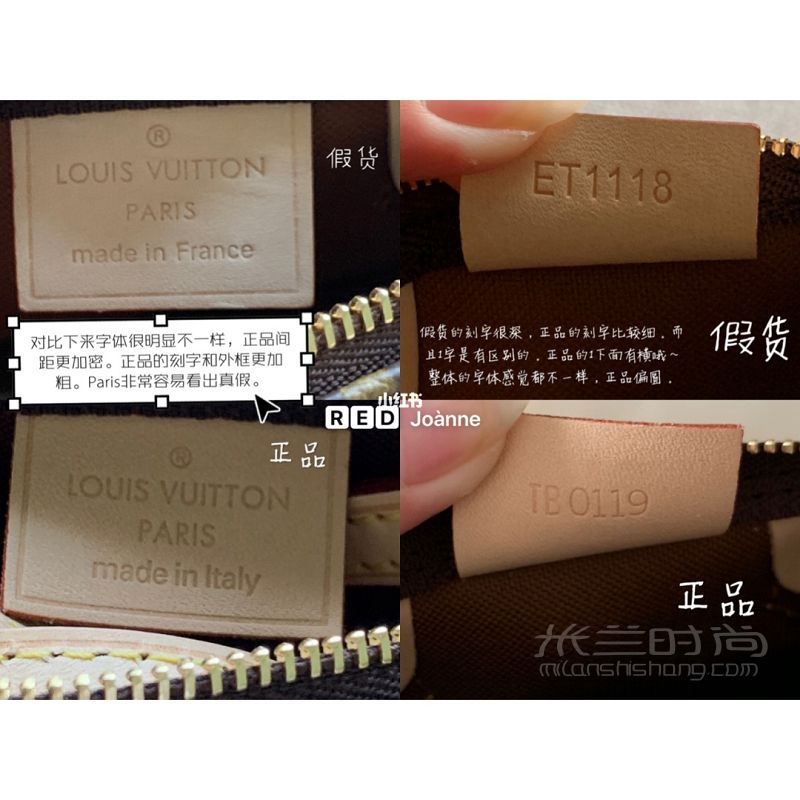 ®
LOUIS VUITTON
PARIS
made in France
假货
对比下来字体很明显不一样，正品间
距更加密。正品的刻字和外框更加
粗。Paris非常容易看出真假。
ET1118
假货的刻字很深，正品的刻字比较细，而
且1字是有区别的，正品的1下面有横哦～
整体的字体感觉都不一样，正品偏圆．
假货
小红书
RED Joànne
®
LOUIS VUITTON
PARIS
made in Italy
正品
TB0119
正品
米兰时尚
milanshishang.com